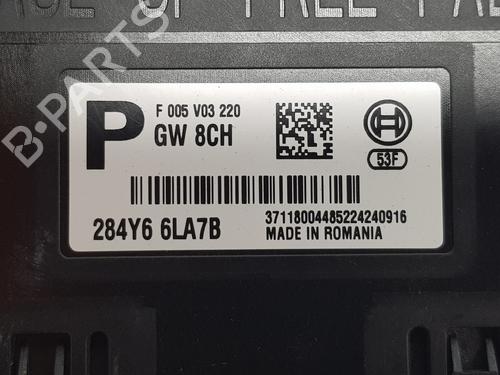 P
F 005 V03 220
GW 8CH
53F
284Y6 6LA7B
37118004485224240916
MADE IN ROMANIA
B-PARTS